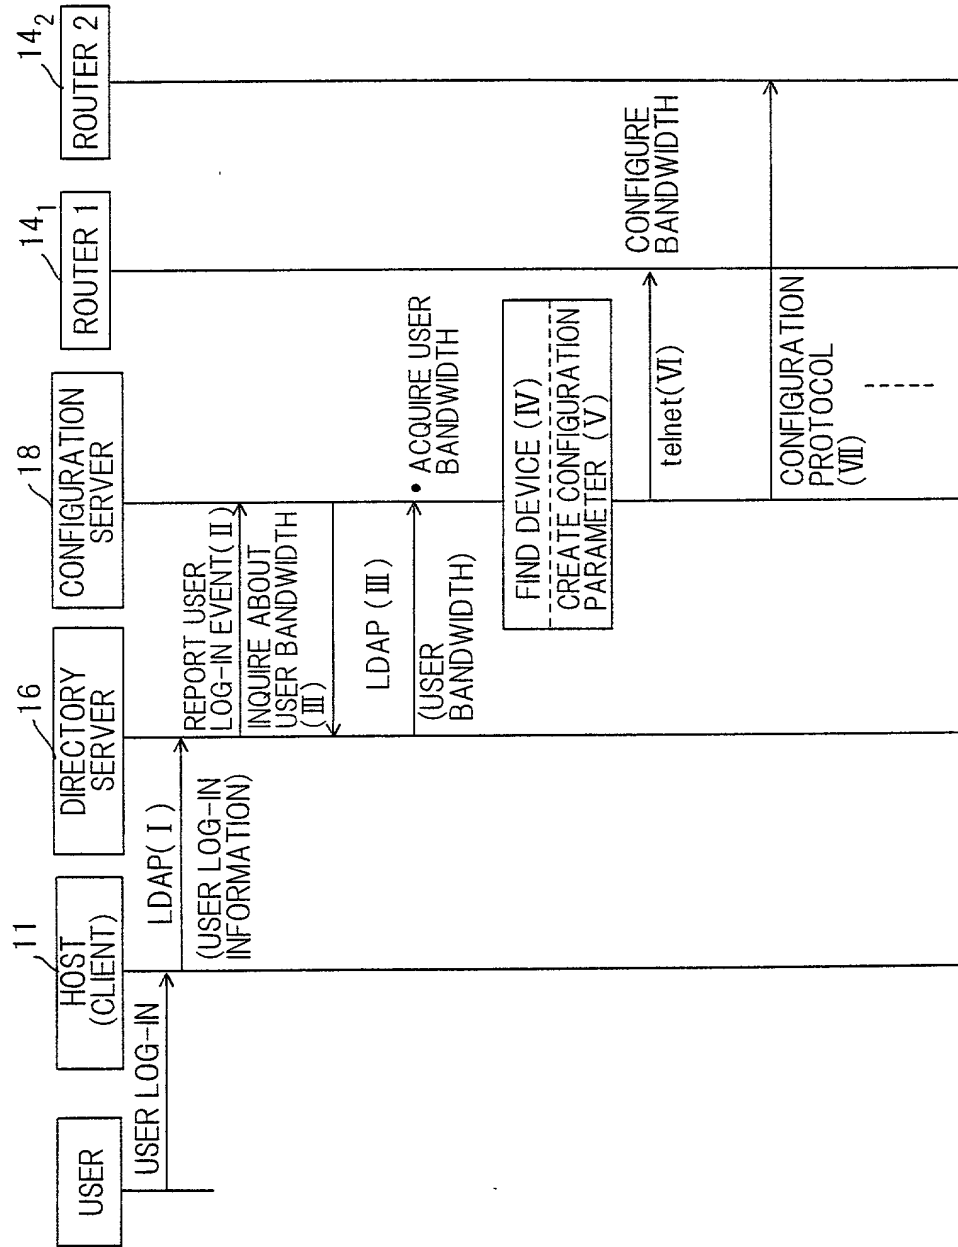 USER
11
HOST
(CLIENT)
16
DIRECTORY
SERVER
18
CONFIGURATION
SERVER
14₁
ROUTER 1
14₂
ROUTER 2
USER LOG-IN
LDAP(Ⅰ)
(USER LOG-IN
INFORMATION)
REPORT USER
LOG-IN EVENT(Ⅱ)
INQUIRE ABOUT
USER BANDWIDTH
(Ⅲ)
LDAP(Ⅲ)
(USER
BANDWIDTH)
• ACQUIRE USER
BANDWIDTH
FIND DEVICE(Ⅳ)
CREATE CONFIGURATION
PARAMETER (Ⅴ)
telnet(Ⅵ)
CONFIGURE
BANDWIDTH
CONFIGURATION
PROTOCOL
(Ⅶ)